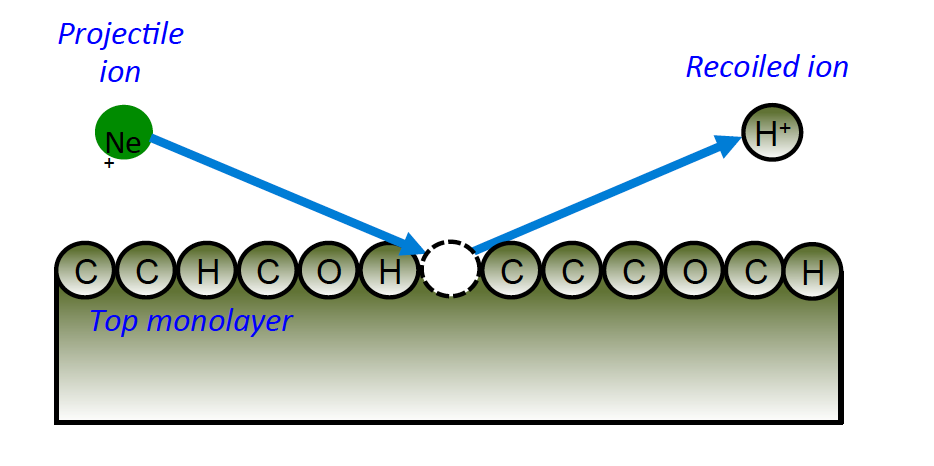 Projectile
ion
Recoiled ion
Ne
+
H+
C C H C O H C C C O C H
Top monolayer